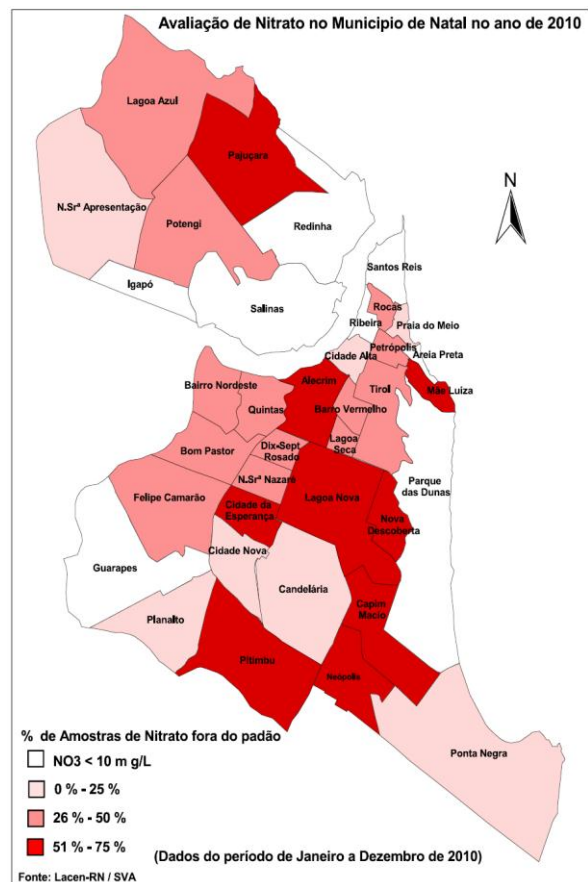 Avaliação de Nitrato no Municipio de Natal no ano de 2010
Lagoa Azul
Pajuçara
N.Srª Apresentação
Potengi
Redinha
N
Igapó
Santos Reis
Salinas
Rocas
Ribeira
Praia do Meio
Petrópolis
Cidade Alta
Areia Preta
Bairro Nordeste
Alecrim
Tirol
Mãe Luiza
Quintas
Barro Vermelho
Bom Pastor
Dix-Sept
Rosado
Lagoa
Seca
N.Srª Nazaré
Parque
das Dunas
Felipe Camarão
Cidade da
Esperança
Lagoa Nova
Nova
Descoberta
Cidade Nova
Guarapes
Candelária
Capim
Macio
Planalto
Pitimbu
Neópolis
Ponta Negra
% de Amostras de Nitrato fora do padão
NO3 < 10 m g/L
0 % - 25 %
26 % - 50 %
51 % - 75 %
(Dados do período de Janeiro a Dezembro de 2010)
Fonte: Lacen-RN / SVA